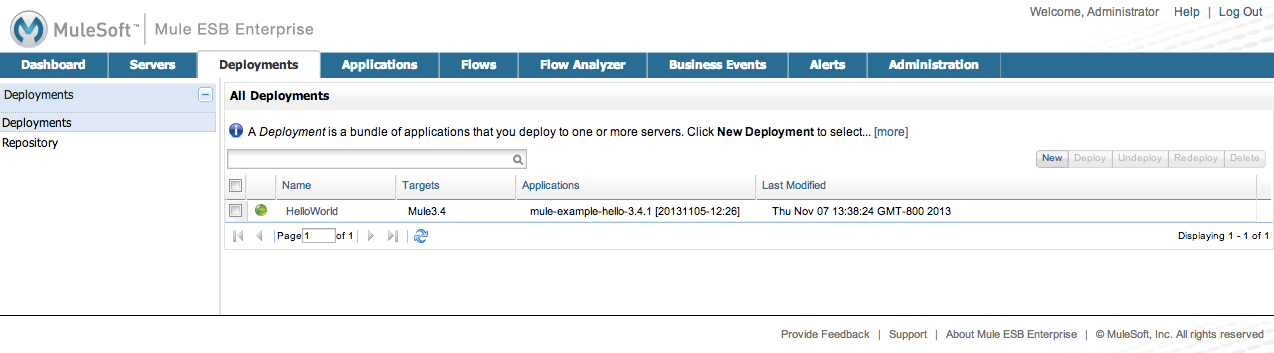 Welcome, Administrator Help | Log Out
MuleSoft™ Mule ESB Enterprise
Dashboard Servers Deployments Applications Flows Flow Analyzer Business Events Alerts Administration
Deployments
Deployments
Repository
All Deployments
A Deployment is a bundle of applications that you deploy to one or more servers. Click New Deployment to select... [more]
New Deploy Undeploy Redeploy Delete
Name Targets Applications Last Modified
HelloWorld Mule3.4 mule-example-hello-3.4.1 [20131105-12:26] Thu Nov 07 13:38:24 GMT-800 2013
Page 1 of 1 Displaying 1 - 1 of 1
Provide Feedback | Support | About Mule ESB Enterprise | © MuleSoft, Inc. All rights reserved